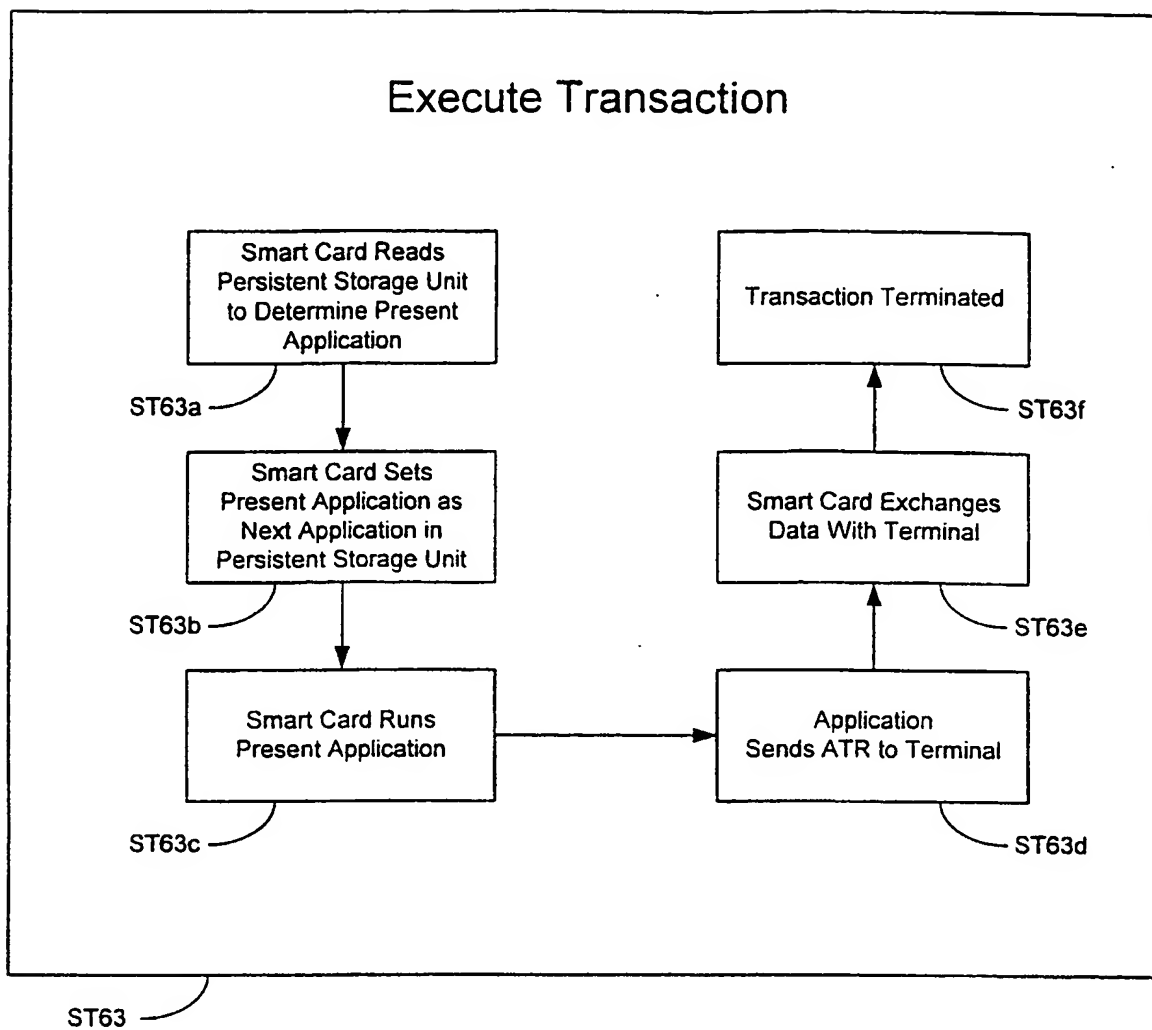 Execute Transaction
Smart Card Reads
Persistent Storage Unit
to Determine Present
Application
ST63a
Smart Card Sets
Present Application as
Next Application in
Persistent Storage Unit
ST63b
Smart Card Runs
Present Application
ST63c
Application
Sends ATR to Terminal
ST63d
Smart Card Exchanges
Data With Terminal
ST63e
Transaction Terminated
ST63f
ST63